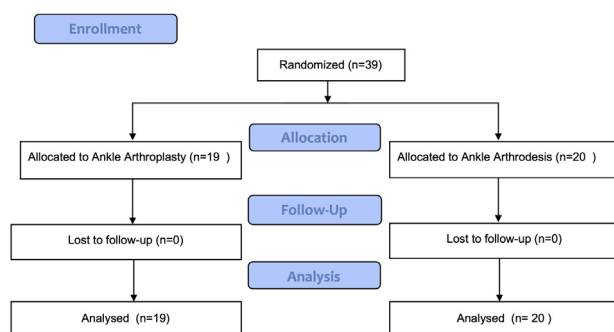 Enrollment
Randomized (n=39)
Allocation
Allocated to Ankle Arthroplasty (n=19 )
Allocated to Ankle Arthrodesis (n=20 )
Follow-Up
Lost to follow-up (n=0)
Lost to follow-up (n=0)
Analysis
Analysed (n=19)
Analysed (n= 20 )